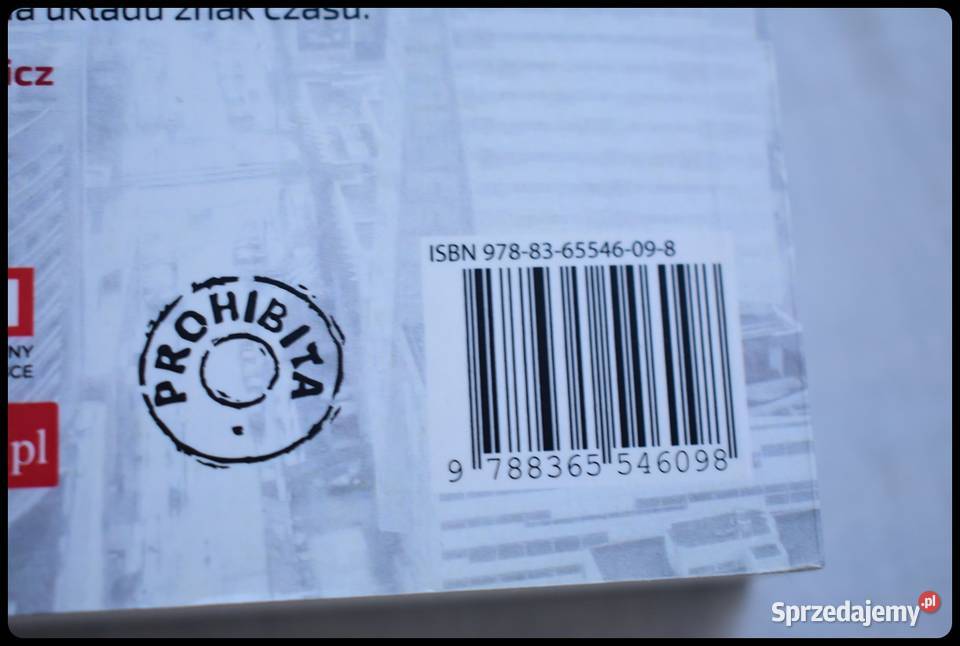 a układu znak czasu.
icz
ISBN 978-83-65546-09-8
PROHIBITA
NY
CE
pl
9 788365 546098
Sprzedajemy.pl